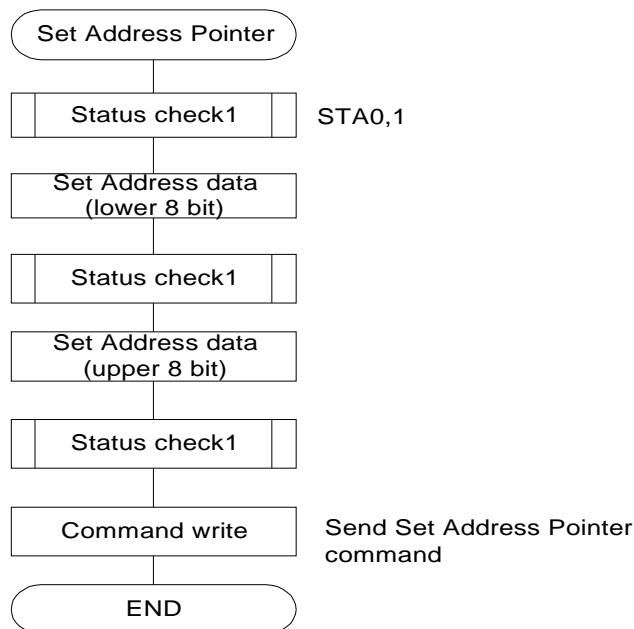 Set Address Pointer
Status check1
STA0,1
Set Address data
(lower 8 bit)
Status check1
Set Address data
(upper 8 bit)
Status check1
Command write
Send Set Address Pointer
command
END